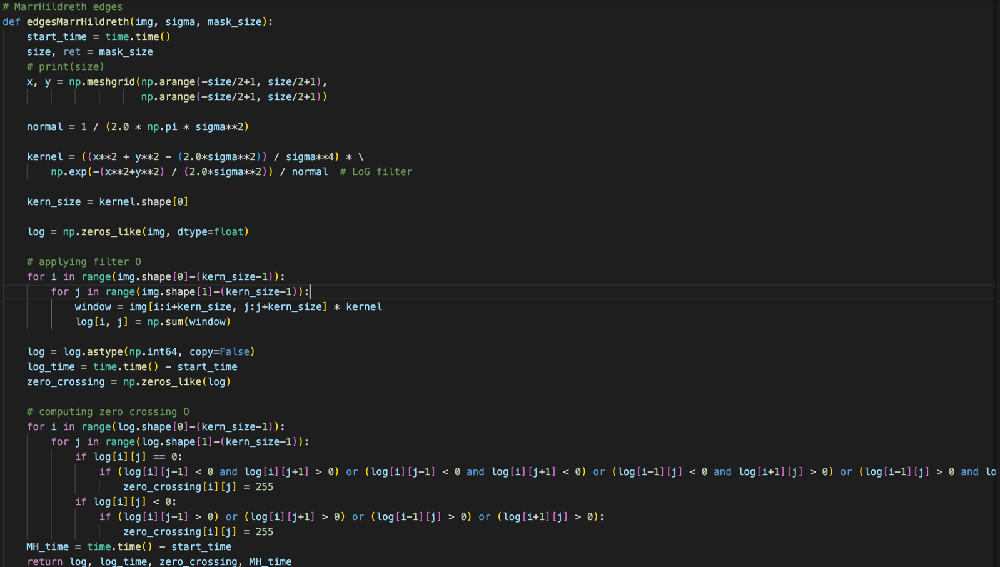 # MarrHildreth edges
def edgesMarrHildreth(img, sigma, mask_size):
    start_time = time.time()
    size, ret = mask_size
    # print(size)
    x, y = np.meshgrid(np.arange(-size/2+1, size/2+1),
                       np.arange(-size/2+1, size/2+1))

    normal = 1 / (2.0 * np.pi * sigma**2)

    kernel = ((x**2 + y**2 - (2.0*sigma**2)) / sigma**4) * \
        np.exp(-(x**2+y**2) / (2.0*sigma**2)) / normal  # LoG filter

    kern_size = kernel.shape[0]

    log = np.zeros_like(img, dtype=float)

    # applying filter O
    for i in range(img.shape[0]-(kern_size-1)):
        for j in range(img.shape[1]-(kern_size-1)):
            window = img[i:i+kern_size, j:j+kern_size] * kernel
            log[i, j] = np.sum(window)

    log = log.astype(np.int64, copy=False)
    log_time = time.time() - start_time
    zero_crossing = np.zeros_like(log)

    # computing zero crossing O
    for i in range(log.shape[0]-(kern_size-1)):
        for j in range(log.shape[1]-(kern_size-1)):
            if log[i][j] == 0:
                if (log[i][j-1] < 0 and log[i][j+1] > 0) or (log[i][j-1] < 0 and log[i][j+1] < 0) or (log[i-1][j] < 0 and log[i+1][j] > 0) or (log[i-1][j] > 0 and lo
                    zero_crossing[i][j] = 255
            if log[i][j] < 0:
                if (log[i][j-1] > 0) or (log[i][j+1] > 0) or (log[i-1][j] > 0) or (log[i+1][j] > 0):
                    zero_crossing[i][j] = 255
    MH_time = time.time() - start_time
    return log, log_time, zero_crossing, MH_time